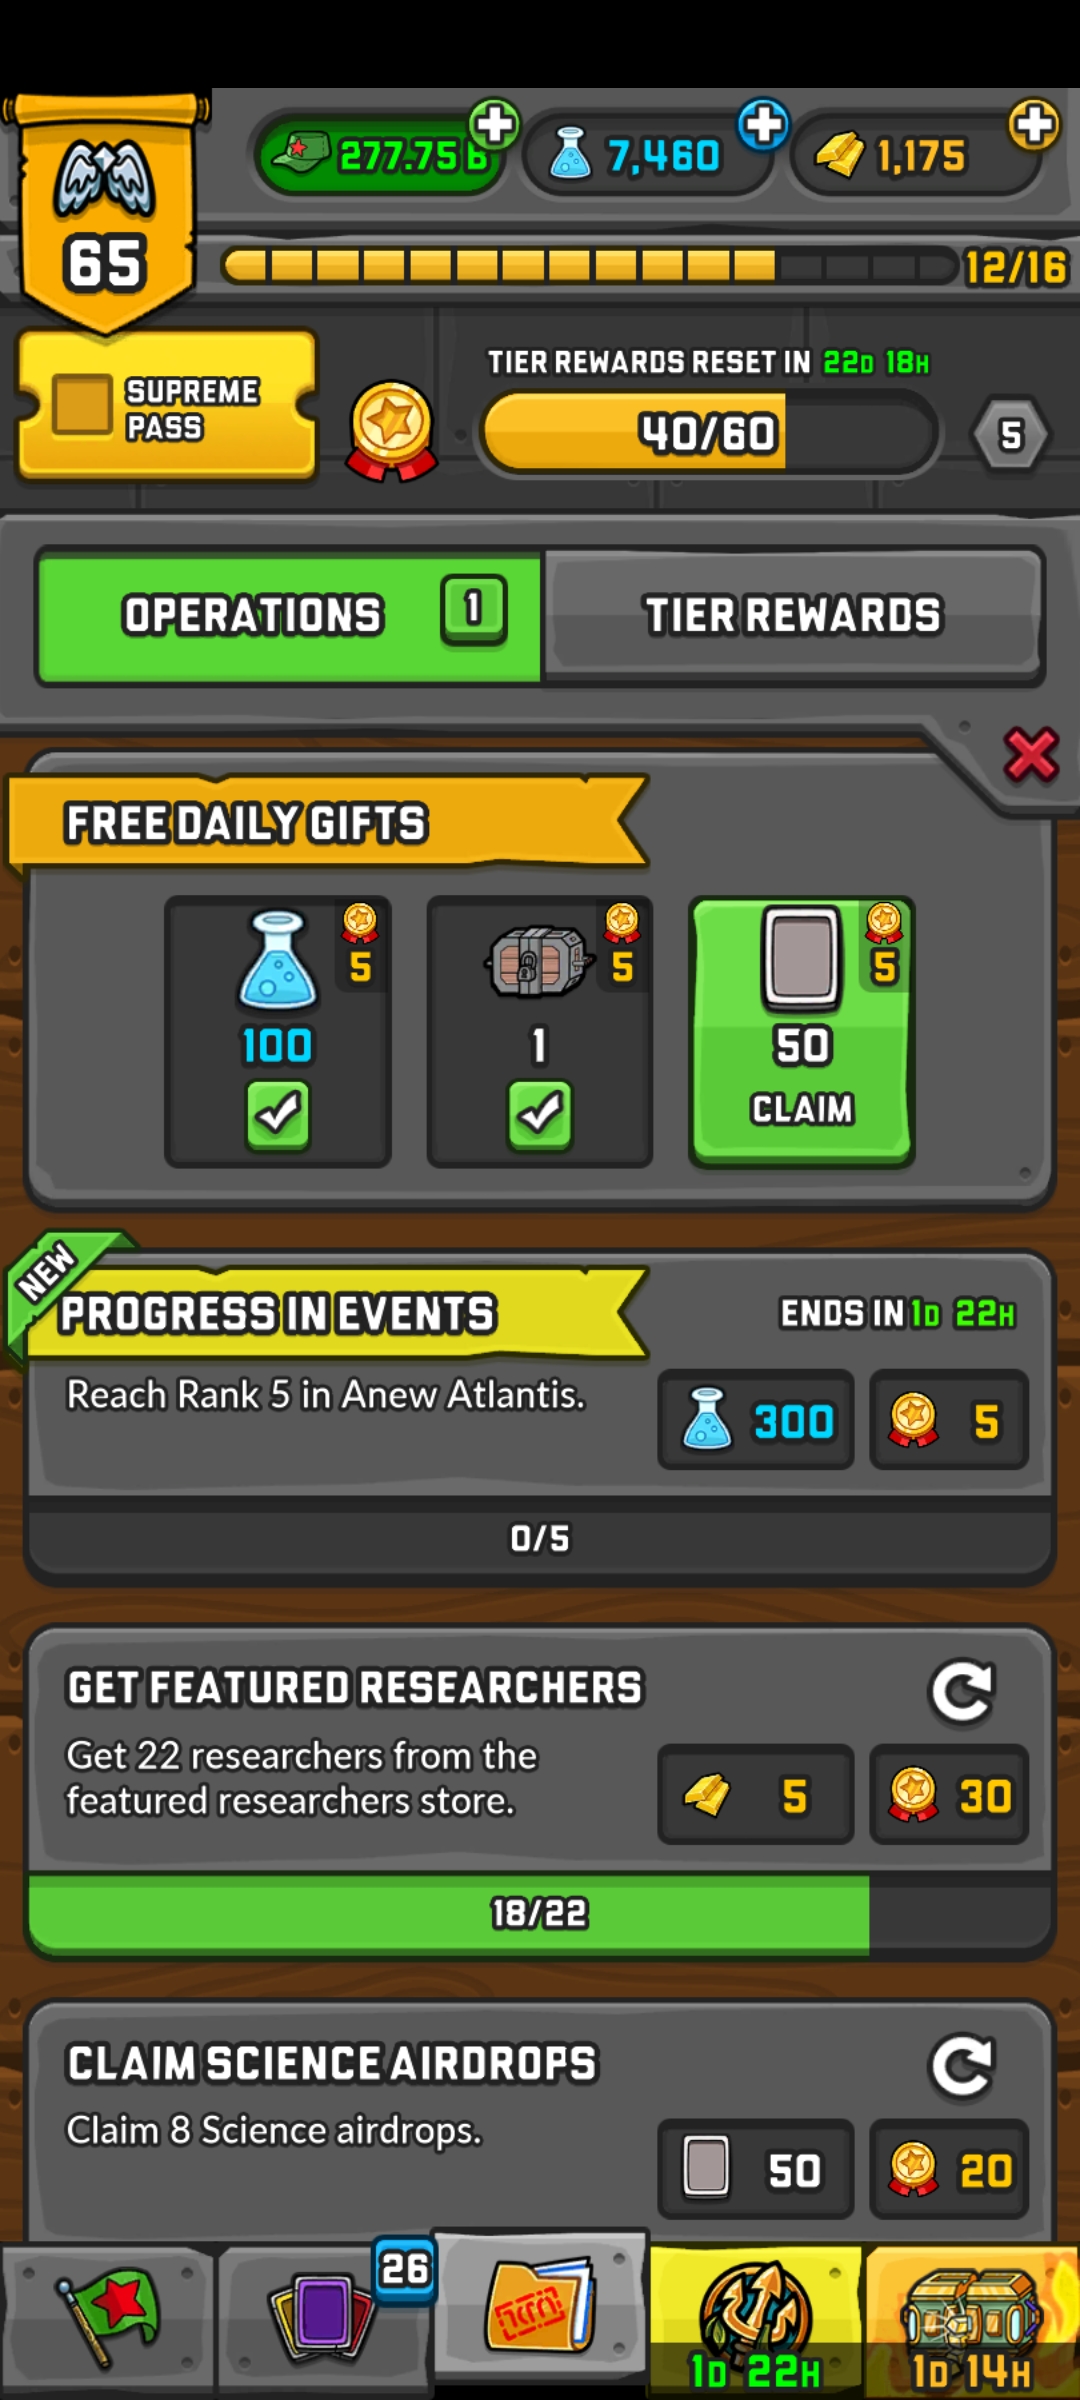 277.75 B
7,460
1,175
65
12/16
SUPREME
PASS
TIER REWARDS RESET IN 22D 18H
40/60
5
OPERATIONS 1
TIER REWARDS
FREE DAILY GIFTS
5
5
5
100
1
50
CLAIM
NEW
PROGRESS IN EVENTS
ENDS IN 1D 22H
Reach Rank 5 in Anew Atlantis.
300
5
0/5
GET FEATURED RESEARCHERS
Get 22 researchers from the
featured researchers store.
5
30
18/22
CLAIM SCIENCE AIRDROPS
Claim 8 Science airdrops.
50
20
26
1D 22H
1D 14H